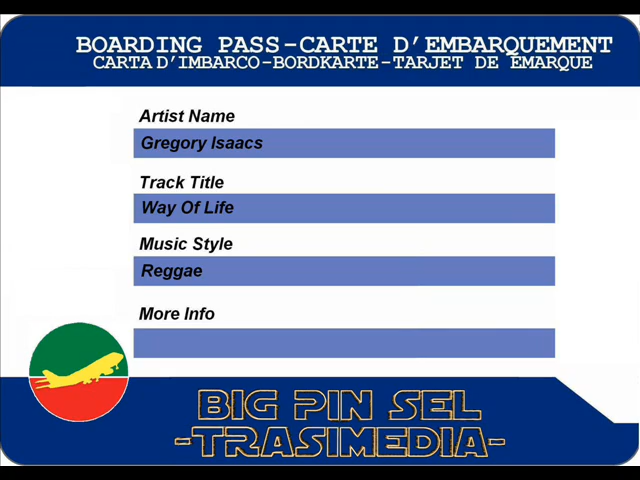 BOARDING PASS-CARTE D'EMBARQUEMENT
CARTA D'IMBARCO-BORDKARTE-TARJET DE EMARQUE
Artist Name
Gregory Isaacs
Track Title
Way Of Life
Music Style
Reggae
More Info
BIG PIN SEL
-TRASIMEDIA-